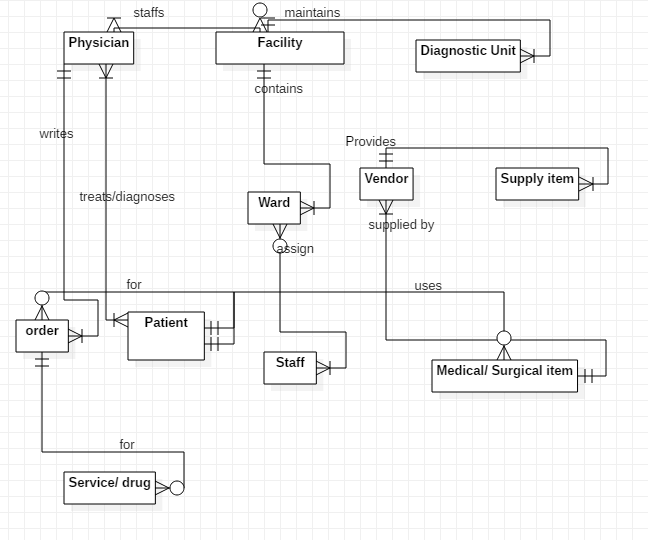 staffs
maintains
Physician
Facility
Diagnostic Unit
contains
writes
Provides
Vendor
Supply item
treats/diagnoses
Ward
supplied by
assign
for
uses
order
Patient
Staff
Medical/ Surgical item
for
Service/ drug